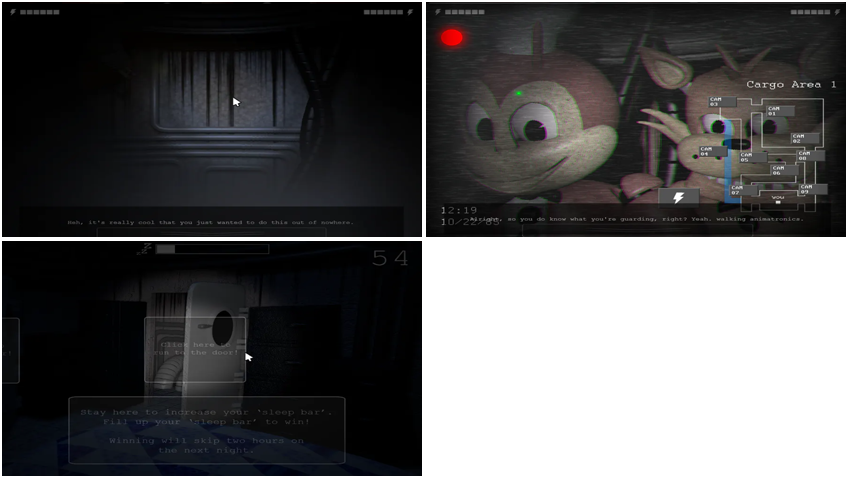 Heh, it's really cool that you just wanted to do this out of nowhere.
Cargo Area 1
CAM 03
CAM 01
CAM 02
CAM 04
CAM 05
CAM 08
CAM 06
CAM 07
CAM 09
YOU
12:19
Alright, so you do know what you're guarding, right? Yeah, walking animatronics.
10/22/85
54
Click here to
run to the door!
Stay here to increase your 'sleep bar'.
Fill up your 'sleep bar' to win!
Winning will skip two hours on
the next night.